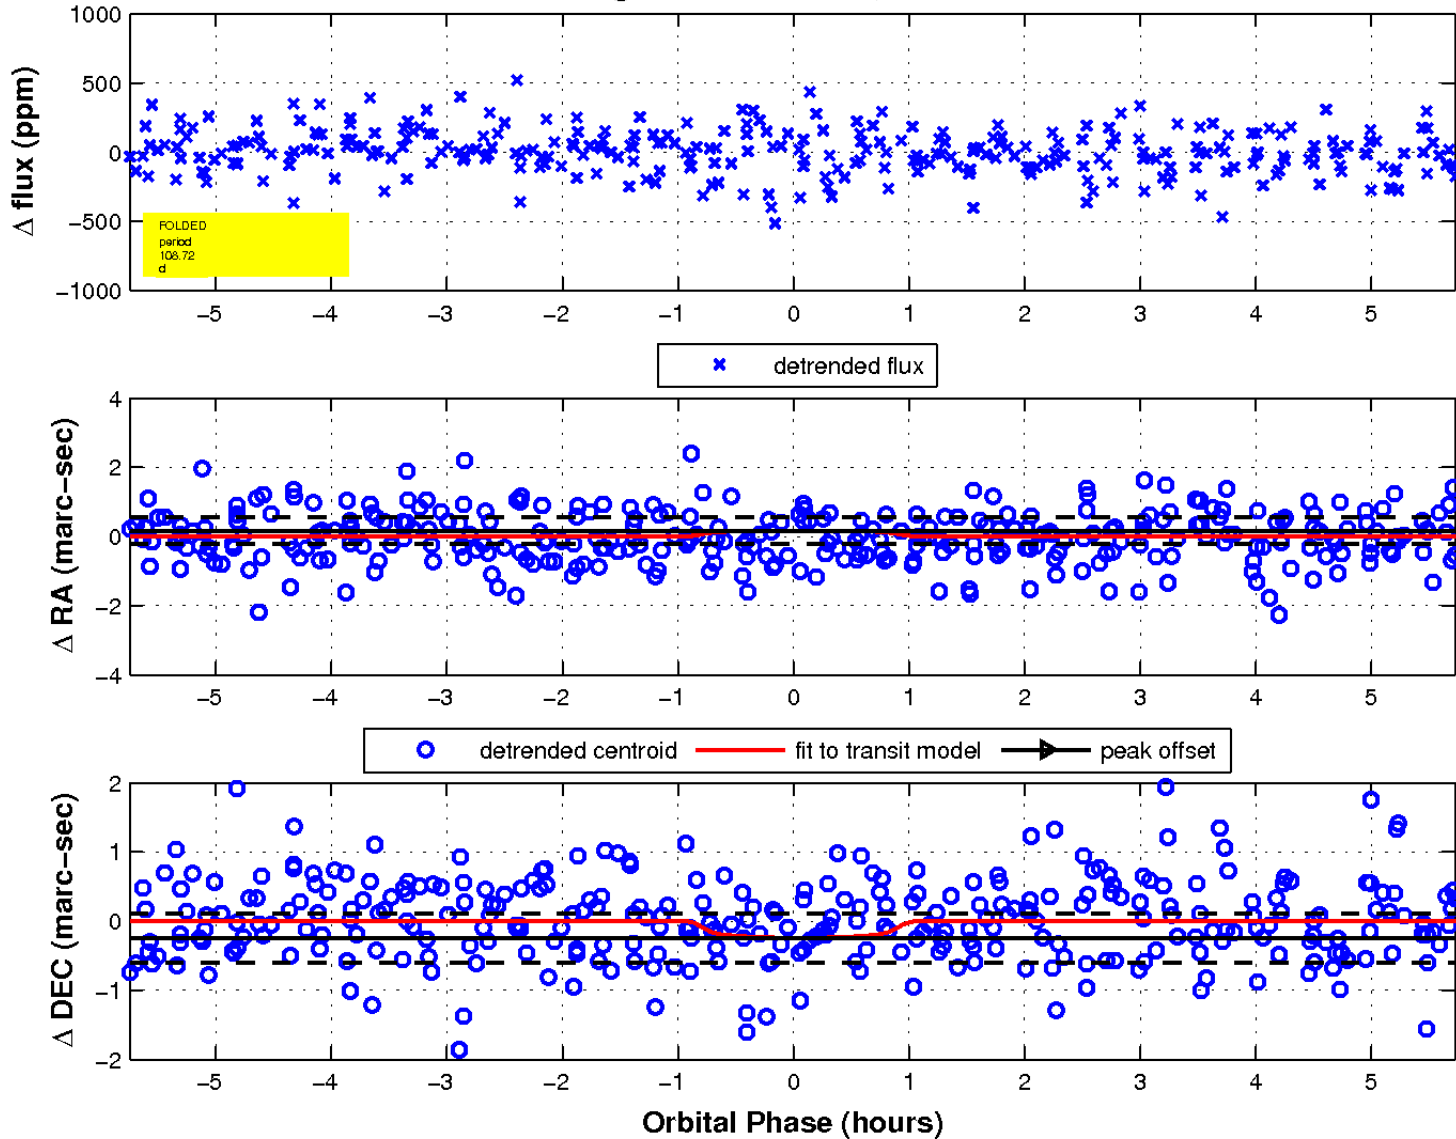 1000
500
0
−500
−1000
Δ flux (ppm)
FOLDED
period
108.72
d
−5 −4 −3 −2 −1 0 1 2 3 4 5
detrended flux
4
2
0
−2
−4
Δ RA (marc−sec)
−5 −4 −3 −2 −1 0 1 2 3 4 5
detrended centroid fit to transit model peak offset
2
1
0
−1
−2
Δ DEC (marc−sec)
−5 −4 −3 −2 −1 0 1 2 3 4 5
Orbital Phase (hours)